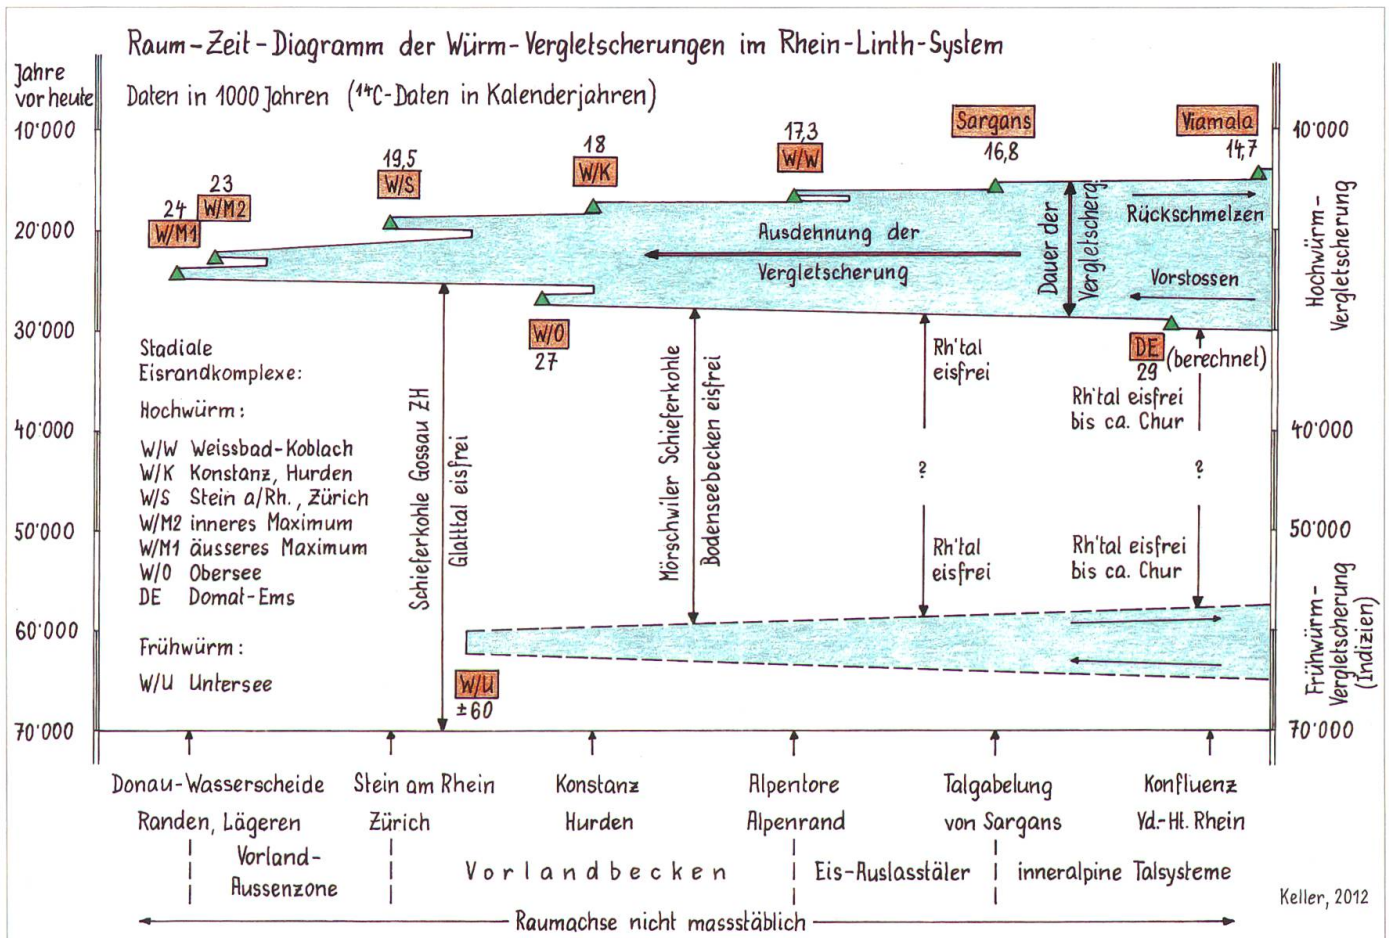 Raum-Zeit-Diagramm der Würm-Vergletscherungen im Rhein-Linth-System
Jahre
vor heute
Daten in 1000 Jahren (¹⁴C-Daten in Kalenderjahren)
10'000
20'000
30'000
40'000
50'000
60'000
70'000
24
W/M1
23
W/M2
19,5
W/S
18
W/K
17,3
W/W
Sargans
16,8
Viamala
14,7
10'000
Ausdehnung der
Vergletscherung
Dauer der
Vergletscherg.
Rückschmelzen
Vorstossen
Hochwürm-
Vergletscherung
W/O
27
DE
29
(berechnet)
Stadiale
Eisrandkomplexe:
Hochwürm:
W/W Weissbad-Koblach
W/K Konstanz, Hurden
W/S Stein a/Rh., Zürich
W/M2 inneres Maximum
W/M1 äusseres Maximum
W/O Obersee
DE Domat-Ems
Frühwürm:
W/U Untersee
Schieferkohle Gossau ZH
Glattal eisfrei
Mörschwiler Schieferkohle
Bodenseebecken eisfrei
Rh'tal
eisfrei
?
Rh'tal
eisfrei
Rh'tal eisfrei
bis ca. Chur
?
Rh'tal eisfrei
bis ca. Chur
40'000
50'000
Frühwürm-
Vergletscherung
(Indizien)
70'000
W/U
±60
Donau-Wasserscheide
Randen, Lägeren
Stein am Rhein
Zürich
Konstanz
Hurden
Alpentore
Alpenrand
Talgabelung
von Sargans
Konfluenz
Vd.-Ht. Rhein
Vorland-
Aussenzone
Vorlandbecken
Eis-Auslasstäler
inneralpine Talsysteme
Raumachse nicht massstäblich
Keller, 2012